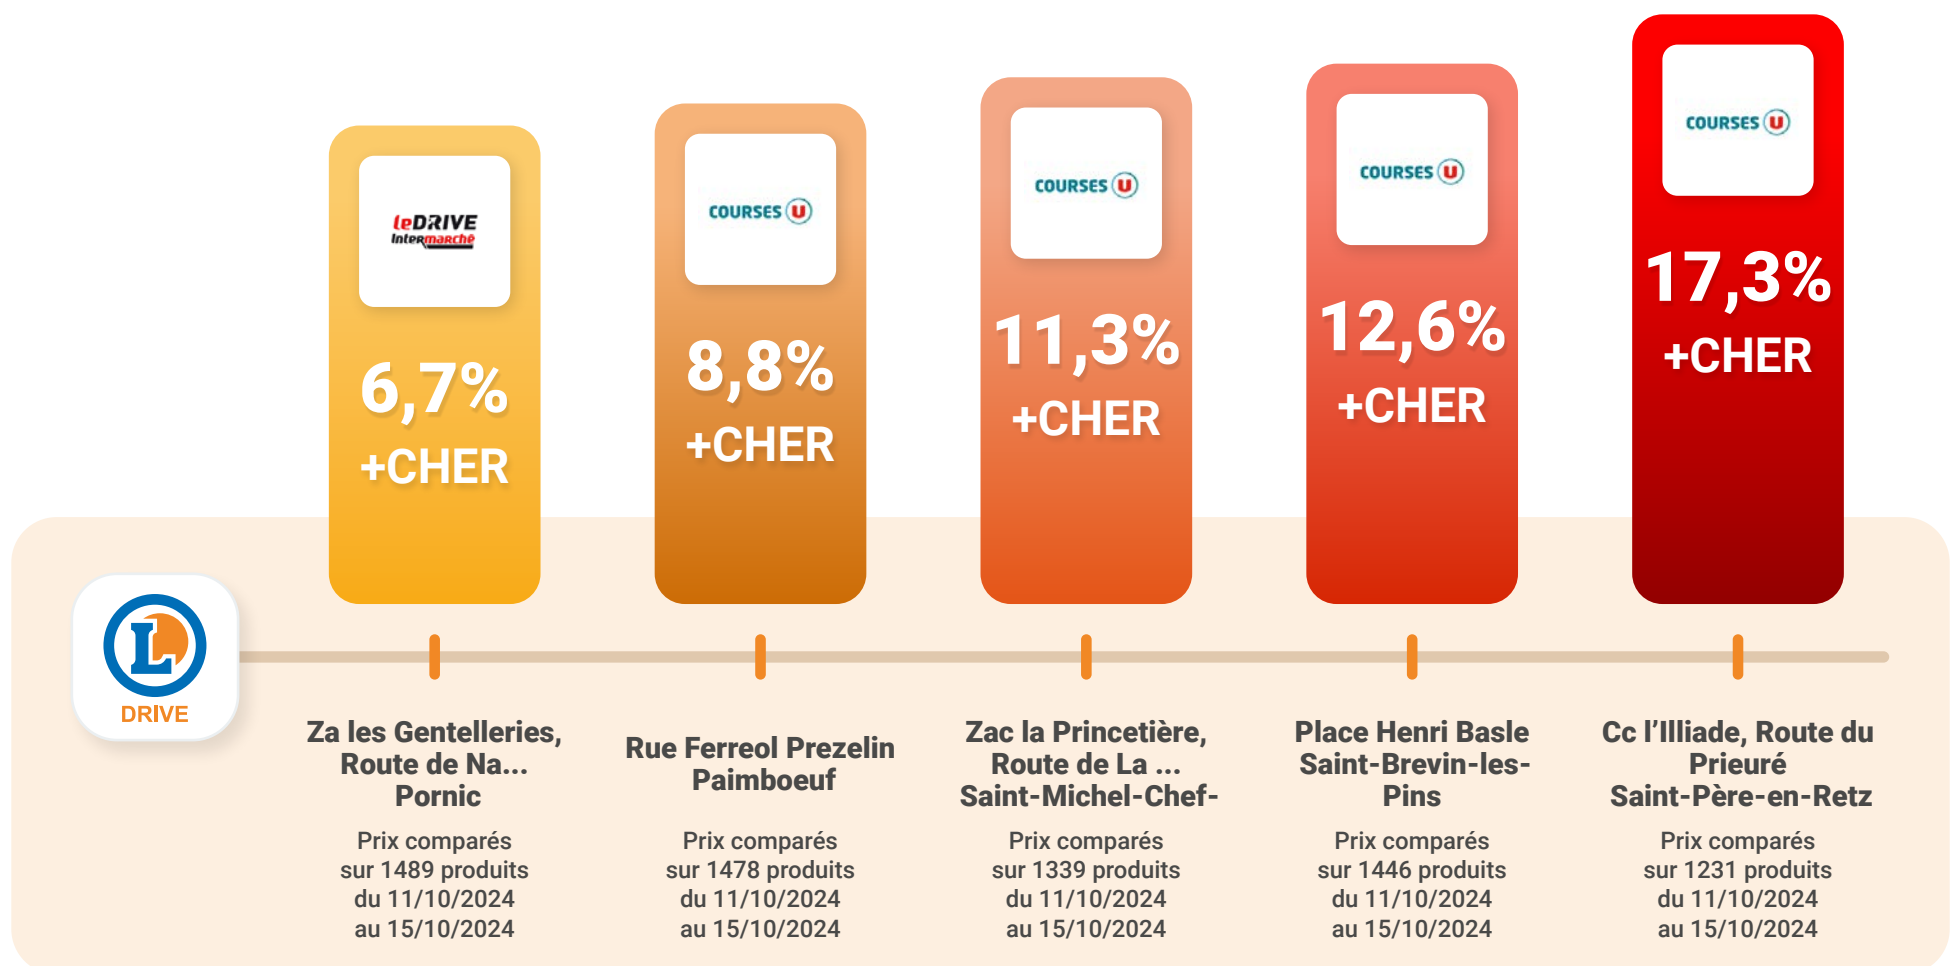 leDRIVE
Intermarché
6,7%
+CHER
COURSES U
8,8%
+CHER
COURSES U
11,3%
+CHER
COURSES U
12,6%
+CHER
COURSES U
17,3%
+CHER
L
DRIVE
Za les Gentelleries,
Route de Na...
Pornic
Prix comparés
sur 1489 produits
du 11/10/2024
au 15/10/2024
Rue Ferreol Prezelin
Paimboeuf
Prix comparés
sur 1478 produits
du 11/10/2024
au 15/10/2024
Zac la Princetière,
Route de La ...
Saint-Michel-Chef-
Prix comparés
sur 1339 produits
du 11/10/2024
au 15/10/2024
Place Henri Basle
Saint-Brevin-les-
Pins
Prix comparés
sur 1446 produits
du 11/10/2024
au 15/10/2024
Cc l’Illiade, Route du
Prieuré
Saint-Père-en-Retz
Prix comparés
sur 1231 produits
du 11/10/2024
au 15/10/2024